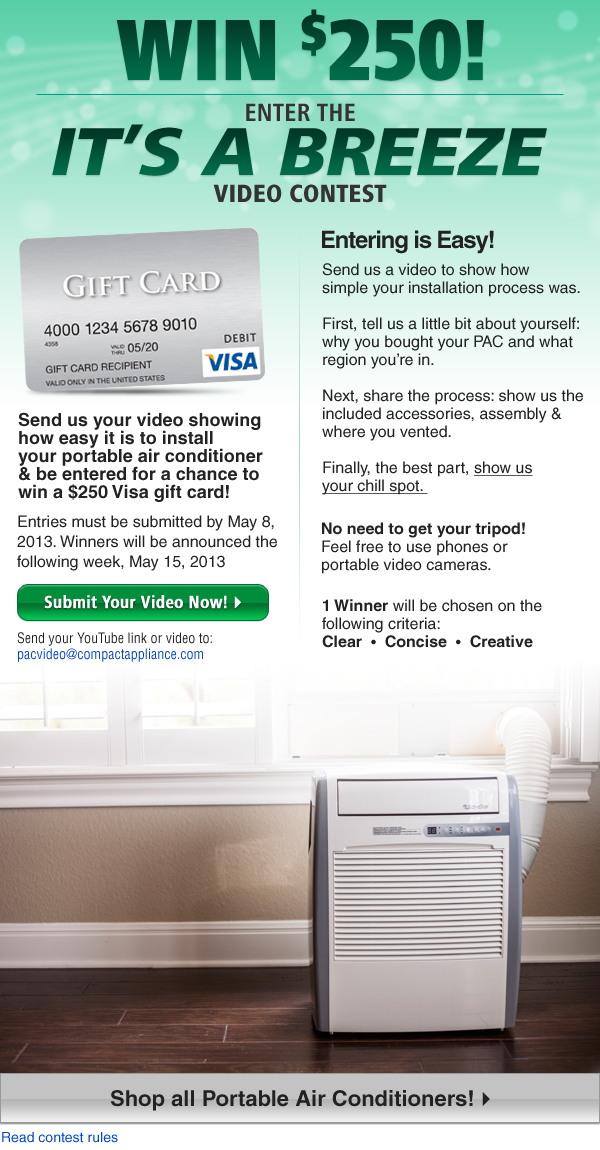 WIN $250!
ENTER THE
IT'S A BREEZE
VIDEO CONTEST
GIFT CARD
4000 1234 5678 9010
4358
VALID THRU 05/20
DEBIT
GIFT CARD RECIPIENT
VISA
VALID ONLY IN THE UNITED STATES
Send us your video showing
how easy it is to install
your portable air conditioner
& be entered for a chance to
win a $250 Visa gift card!
Entries must be submitted by May 8,
2013. Winners will be announced the
following week, May 15, 2013
Submit Your Video Now!
Send your YouTube link or video to:
pacvideo@compactappliance.com
Entering is Easy!
Send us a video to show how
simple your installation process was.
First, tell us a little bit about yourself:
why you bought your PAC and what
region you're in.
Next, share the process: show us the
included accessories, assembly &
where you vented.
Finally, the best part, show us
your chill spot.
No need to get your tripod!
Feel free to use phones or
portable video cameras.
1 Winner will be chosen on the
following criteria:
Clear • Concise • Creative
Shop all Portable Air Conditioners!
Read contest rules